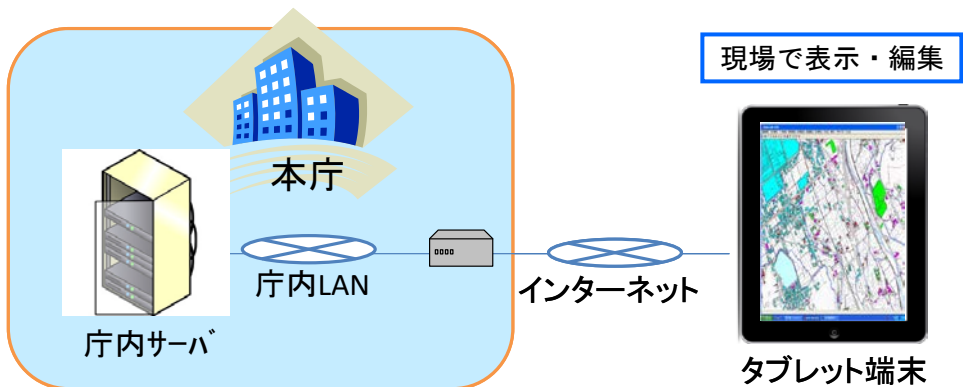 現場で表示・編集
本庁
庁内LAN
インターネット
庁内サーバ
タブレット端末